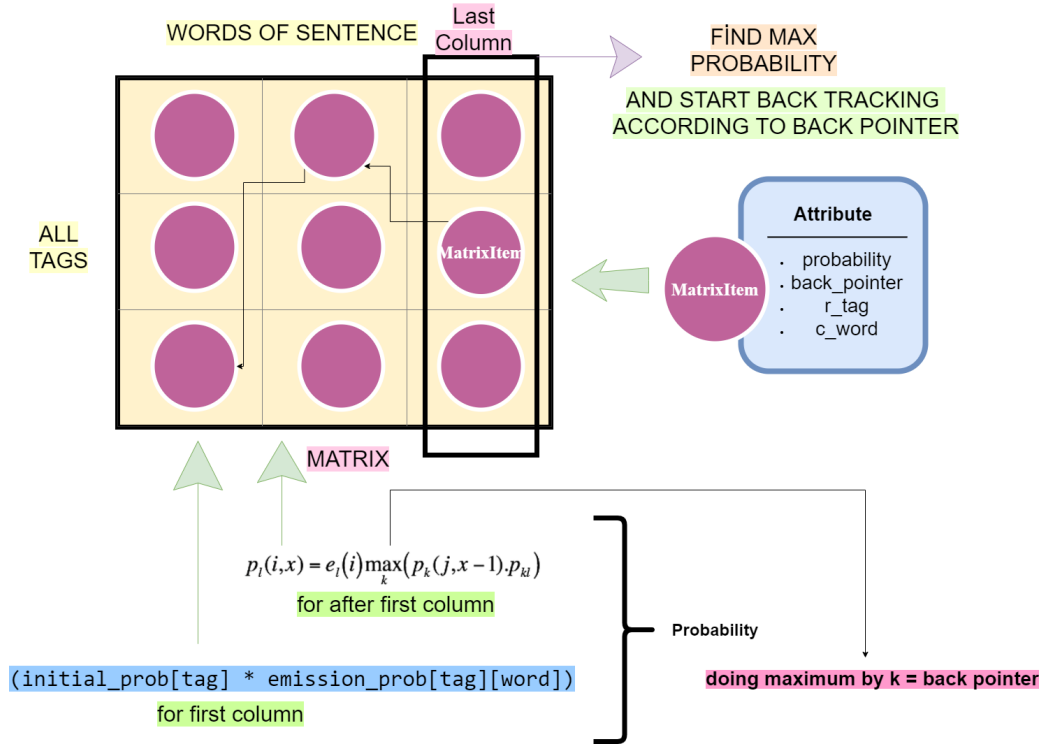 WORDS OF SENTENCE
Last
Column
FİND MAX
PROBABILITY
AND START BACK TRACKING
ACCORDING TO BACK POINTER
ALL
TAGS
MatrixItem
MatrixItem
Attribute
. probability
. back_pointer
. r_tag
. c_word
MATRIX
p_l(i,x) = e_l(i) max_k (p_k(j,x−1).p_kl)
for after first column
Probability
(initial_prob[tag] * emission_prob[tag][word])
for first column
doing maximum by k = back pointer